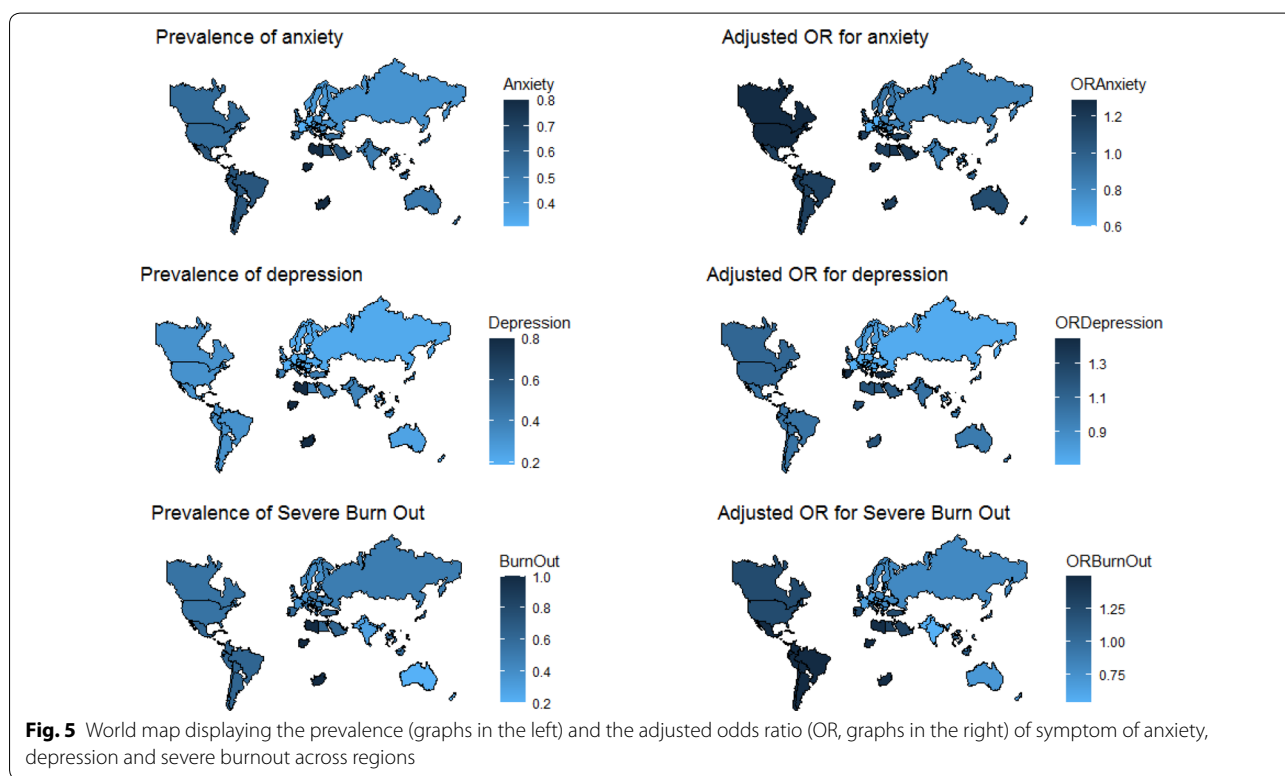 Prevalence of anxiety
Anxiety
0.8
0.7
0.6
0.5
0.4
Adjusted OR for anxiety
ORAnxiety
1.2
1.0
0.8
0.6
Prevalence of depression
Depression
0.8
0.6
0.4
0.2
Adjusted OR for depression
ORDepression
1.3
1.1
0.9
Prevalence of Severe Burn Out
BurnOut
1.0
0.8
0.6
0.4
0.2
Adjusted OR for Severe Burn Out
ORBurnOut
1.25
1.00
0.75
Fig. 5 World map displaying the prevalence (graphs in the left) and the adjusted odds ratio (OR, graphs in the right) of symptom of anxiety,
depression and severe burnout across regions